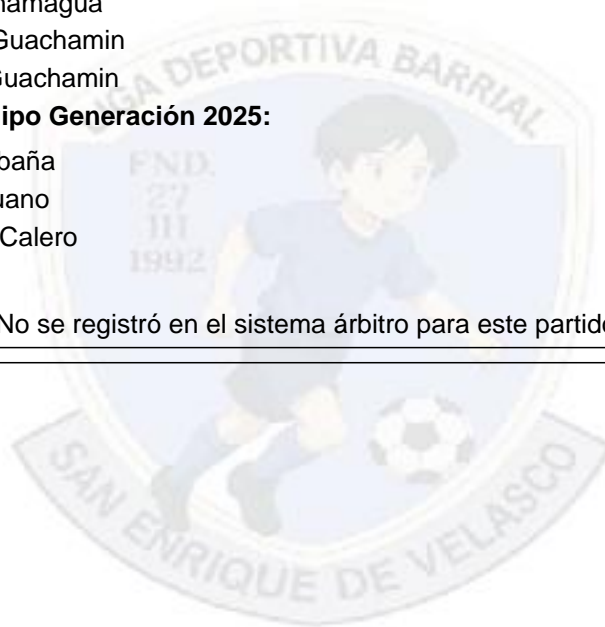 namagua
Guachamin
Guachamin
ipo Generación 2025:
baña
uano
Calero
No se registró en el sistema árbitro para este partido
LIGA DEPORTIVA BARRIAL
FND.
27
III
1992
SAN ENRIQUE DE VELASCO